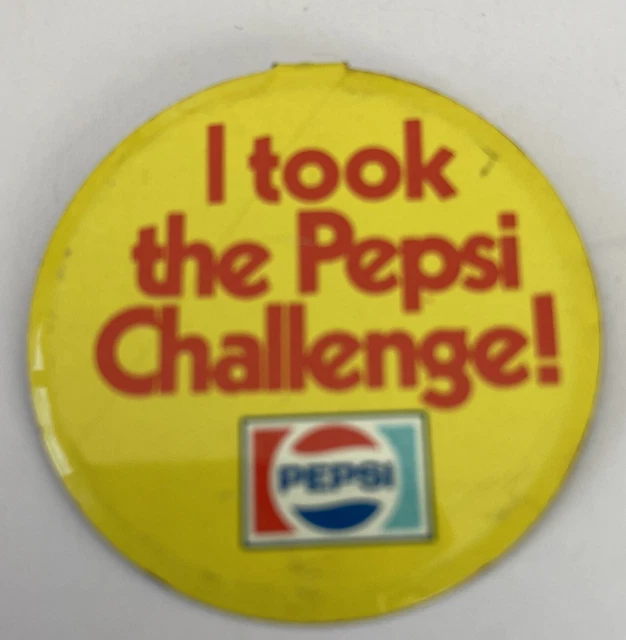 I took
the Pepsi
Challenge!
PEPSI